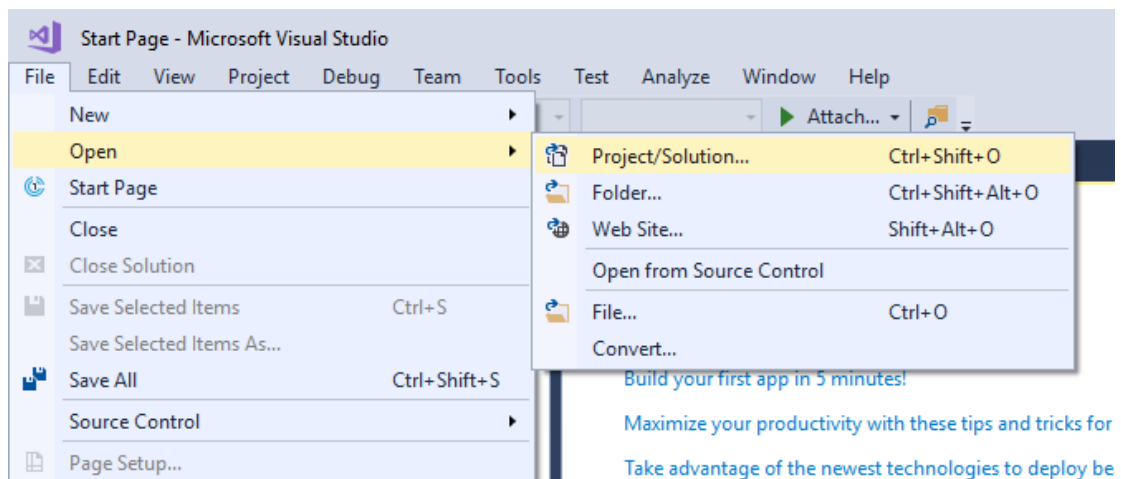 Start Page - Microsoft Visual Studio
File Edit View Project Debug Team Tools Test Analyze Window Help
Attach...
New
Open
Start Page
Close
Close Solution
Save Selected Items Ctrl+S
Save Selected Items As...
Save All Ctrl+Shift+S
Source Control
Page Setup...
Project/Solution... Ctrl+Shift+O
Folder... Ctrl+Shift+Alt+O
Web Site... Shift+Alt+O
Open from Source Control
File... Ctrl+O
Convert...
Build your first app in 5 minutes!
Maximize your productivity with these tips and tricks for
Take advantage of the newest technologies to deploy be